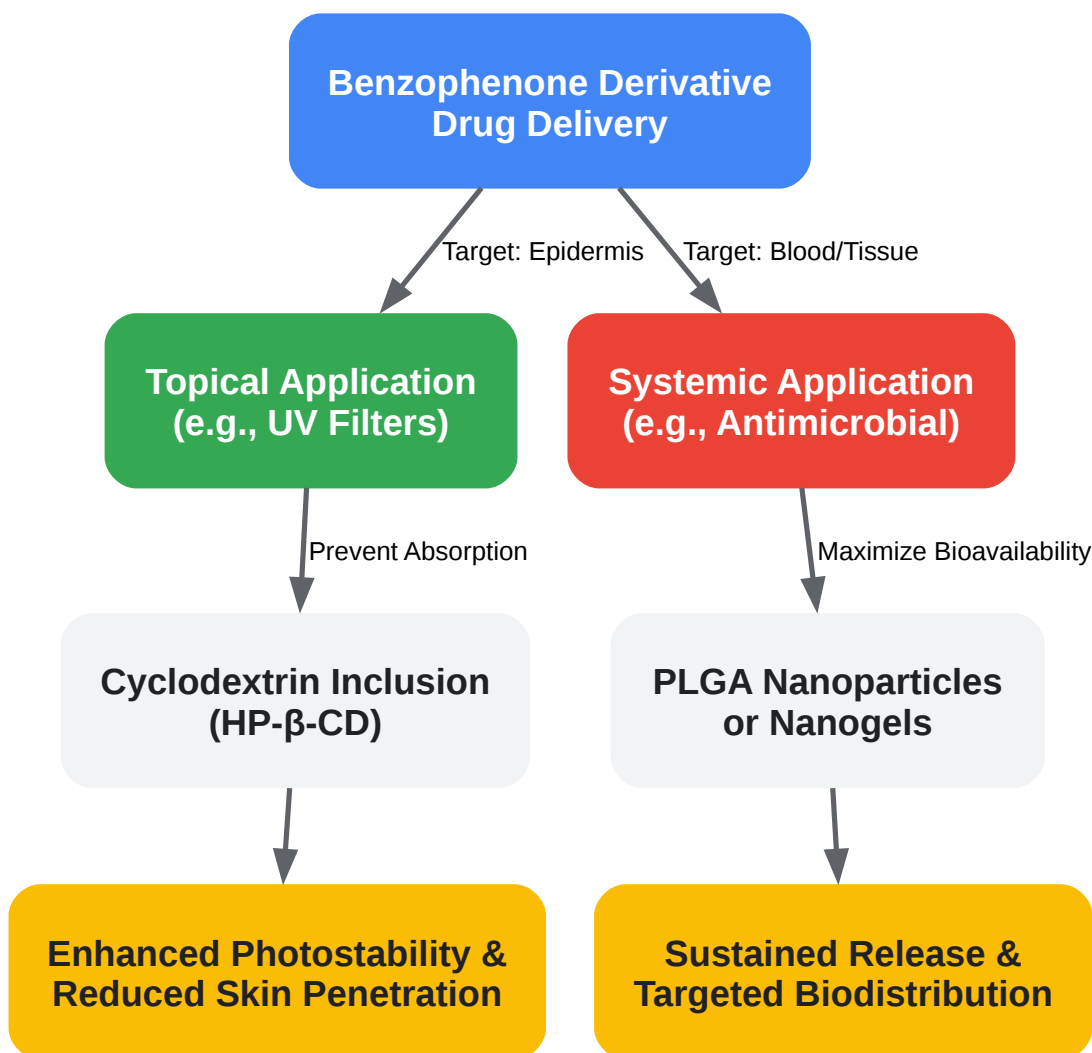 Benzophenone Derivative
Drug Delivery
Target: Epidermis
Target: Blood/Tissue
Topical Application
(e.g., UV Filters)
Systemic Application
(e.g., Antimicrobial)
Prevent Absorption
Maximize Bioavailability
Cyclodextrin Inclusion
(HP-β-CD)
PLGA Nanoparticles
or Nanogels
Enhanced Photostability &
Reduced Skin Penetration
Sustained Release &
Targeted Biodistribution